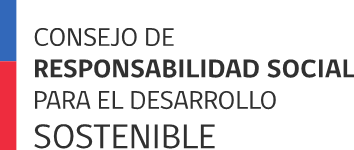 CONSEJO DE
RESPONSABILIDAD SOCIAL
PARA EL DESARROLLO
SOSTENIBLE